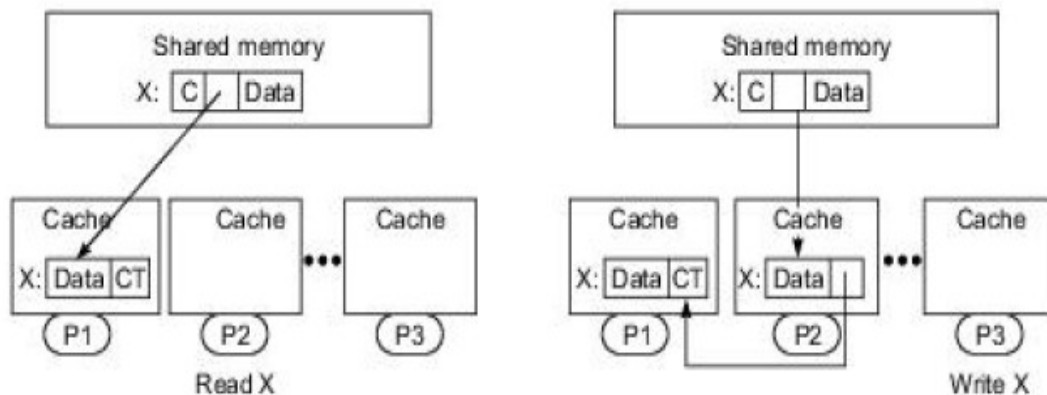 Shared memory
X: C Data
Cache Cache Cache
X: Data CT
P1 P2 P3
Read X
Shared memory
X: C Data
Cache Cache Cache
X: Data CT X: Data
P1 P2 P3
Write X